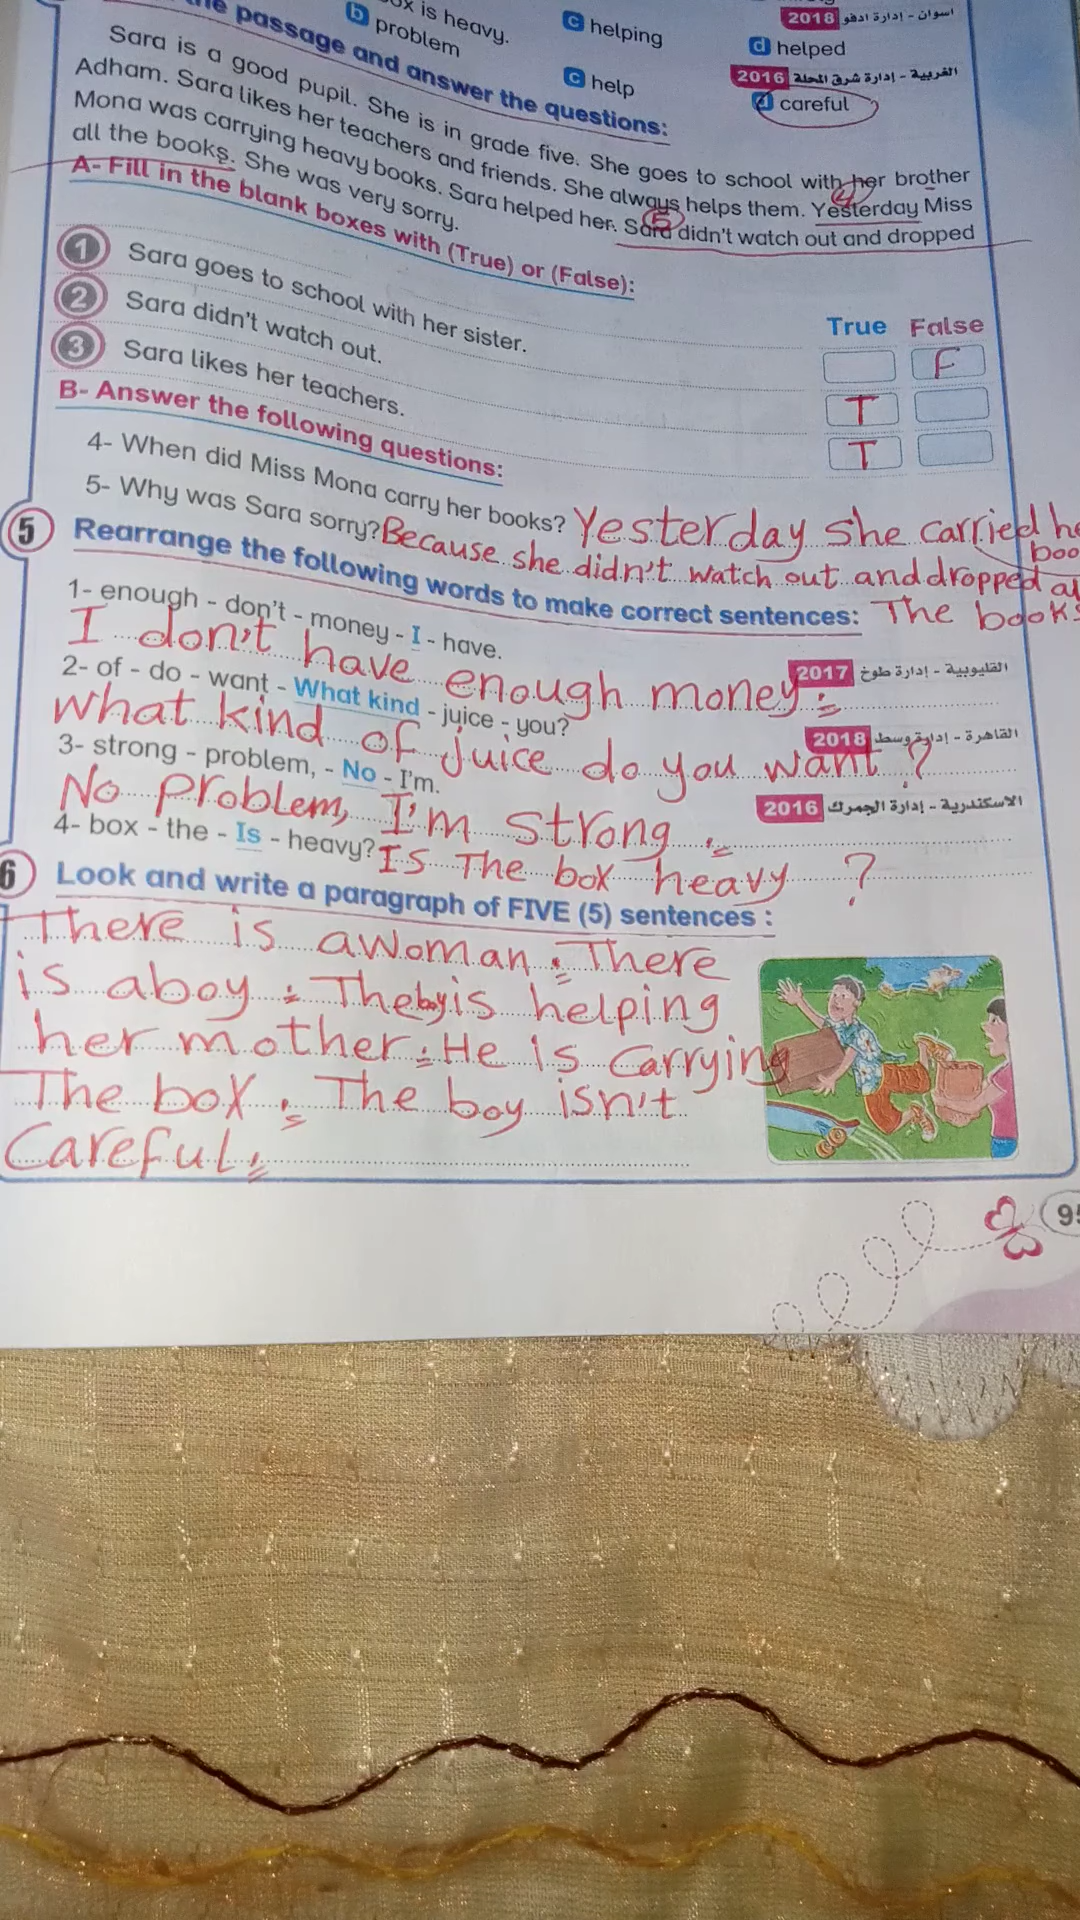 ox is heavy.
c helping
2018 اسوان - إدارة ادفو
b problem
d helped
c help
2016 الغربية - إدارة شرق المحلة
d careful
the passage and answer the questions:
Sara is a good pupil. She is in grade five. She goes to school with her brother
Adham. Sara likes her teachers and friends. She always helps them. Yesterday Miss
Mona was carrying heavy books. Sara helped her. Sara didn't watch out and dropped
all the books. She was very sorry.
4
5
A- Fill in the blank boxes with (True) or (False):
True False
1 Sara goes to school with her sister.
F
2 Sara didn't watch out.
T
3 Sara likes her teachers.
T
B- Answer the following questions:
4- When did Miss Mona carry her books? Yesterday she carried he
boo
5- Why was Sara sorry? Because she didn't watch out and dropped al
The books
5 Rearrange the following words to make correct sentences:
1- enough - don't - money - I - have.
2017 القليوبية - إدارة طوخ
I don't have enough money.
2- of - do - want - What kind - juice - you?
2018 القاهرة - إدارة وسط
what kind of juice do you want ?
3- strong - problem, - No - I'm.
2016 الاسكندرية - إدارة الجمرك
No problem, I'm strong .
4- box - the - Is - heavy? Is The box heavy ?
6 Look and write a paragraph of FIVE (5) sentences :
There is a woman. There
is a boy . The boy is helping
her mother. He is carrying
The box . The boy isn't
Careful.
95